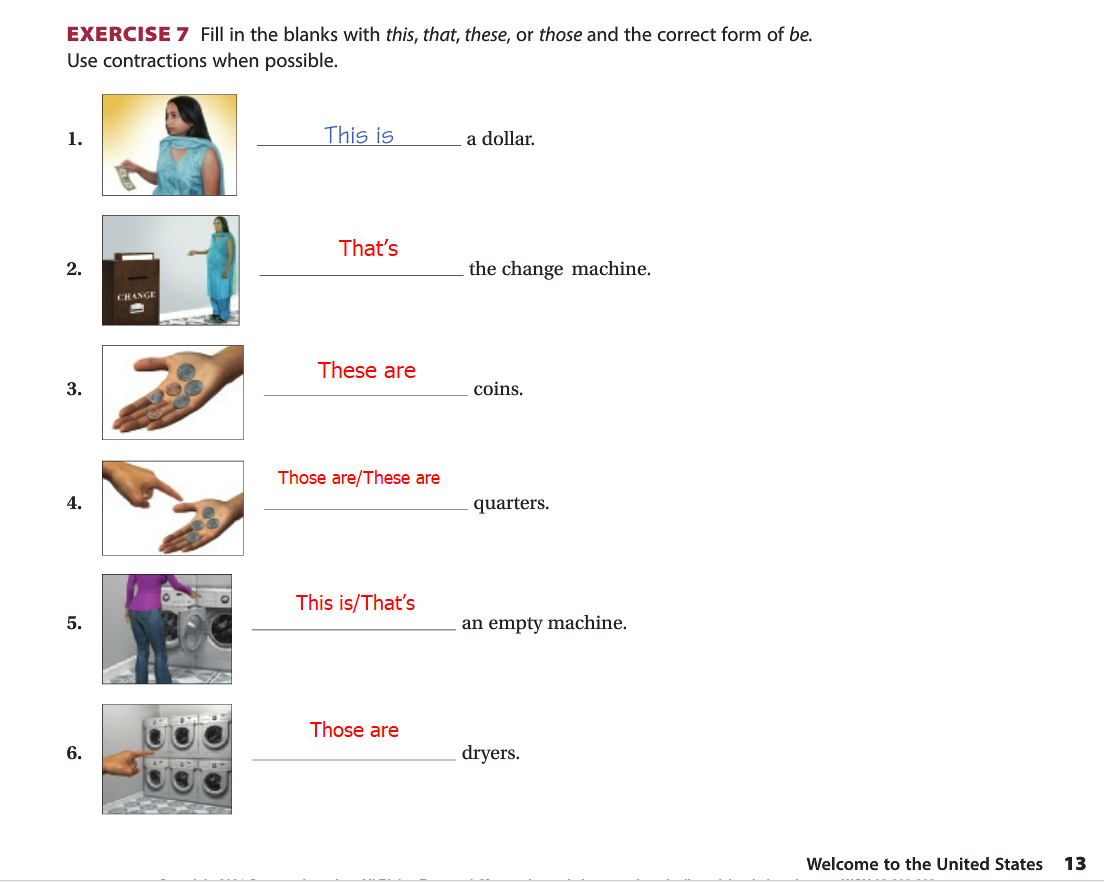 EXERCISE 7 Fill in the blanks with this, that, these, or those and the correct form of be.
Use contractions when possible.
1. This is a dollar.
2. That's the change machine.
CHANGE
3. These are coins.
4. Those are/These are quarters.
5. This is/That's an empty machine.
6. Those are dryers.
Welcome to the United States 13